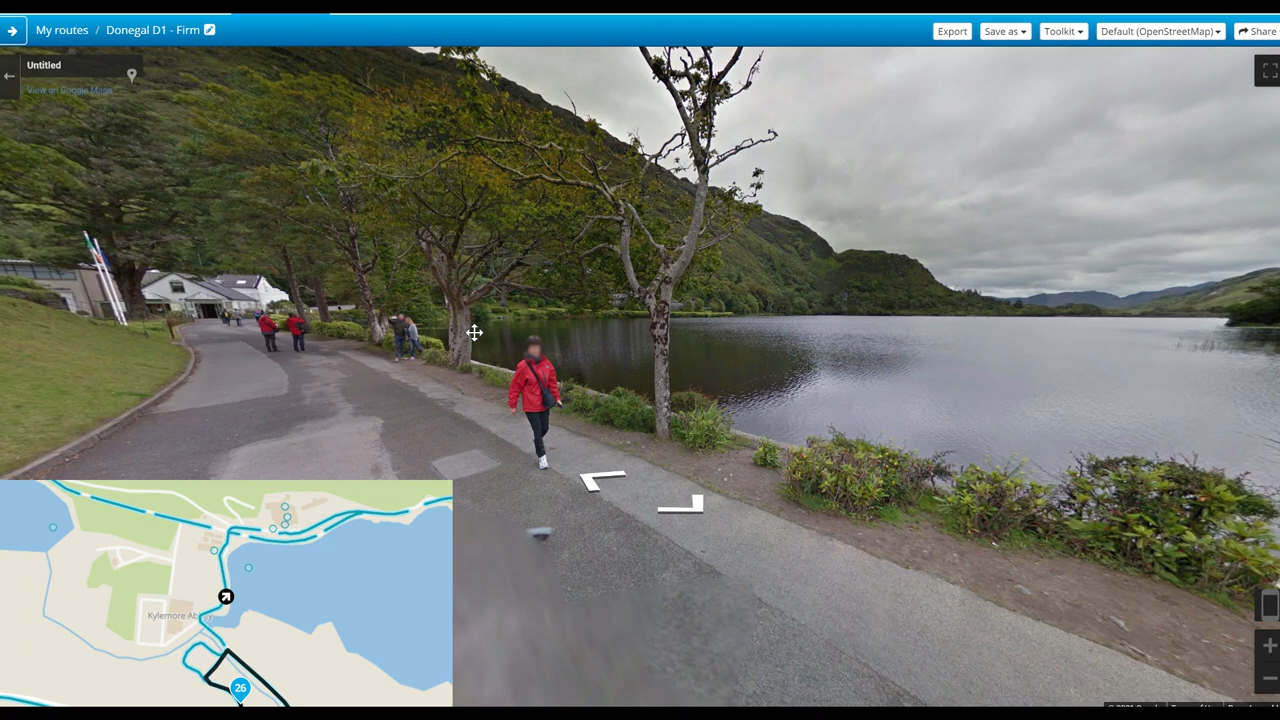 My routes / Donegal D1 - Firm
Export
Save as
Toolkit
Default (OpenStreetMap)
Share
Untitled
View on Google Maps
Kylemore Abbey
26